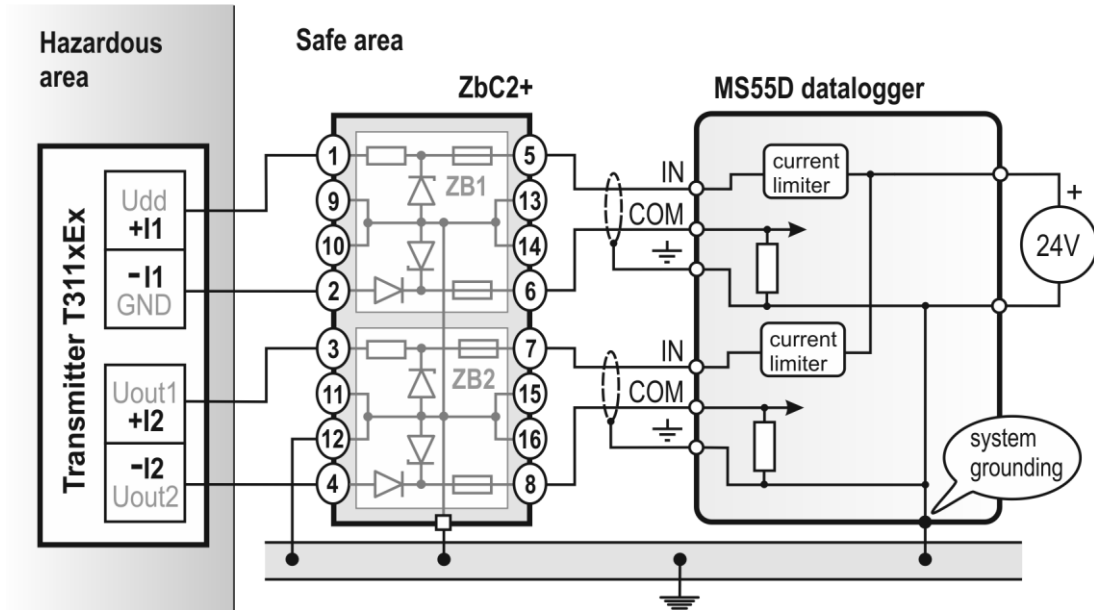 Hazardous
area
Safe area
ZbC2+
MS55D datalogger
Transmitter T311xEx
Udd
+I1
-I1
GND
Uout1
+I2
-I2
Uout2
1
9
10
2
3
11
12
4
ZB1
ZB2
5
13
14
6
7
15
16
8
IN
COM
IN
COM
current
limiter
current
limiter
+
24V
system
grounding